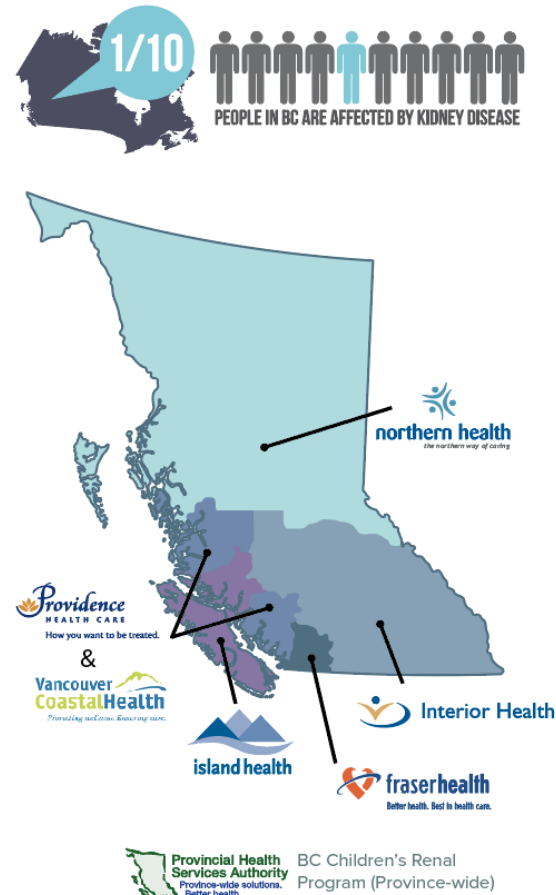 1/10
PEOPLE IN BC ARE AFFECTED BY KIDNEY DISEASE
northern health
the northern way of caring
Providence
HEALTH CARE
How you want to be treated.
&
Vancouver
CoastalHealth
Promoting wellness. Ensuring care.
island health
Interior Health
fraserhealth
Better health. Best in health care.
Provincial Health
Services Authority
Province-wide solutions.
Better health.
BC Children's Renal
Program (Province-wide)